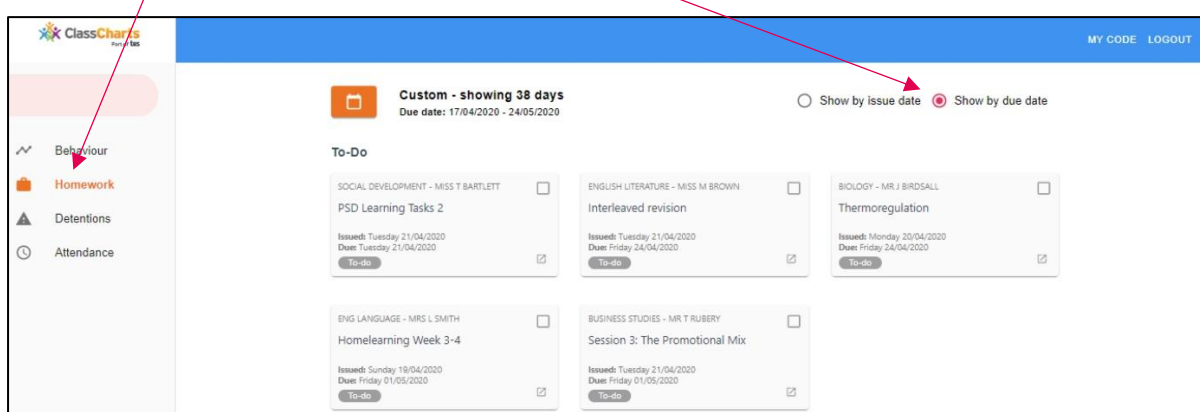 ClassCharts
Part of tes
MY CODE LOGOUT
Custom - showing 38 days
Due date: 17/04/2020 - 24/05/2020
Show by issue date Show by due date
Behaviour
Homework
Detentions
Attendance
To-Do
SOCIAL DEVELOPMENT - MISS T BARTLETT
PSD Learning Tasks 2
Issued: Tuesday 21/04/2020
Due: Tuesday 21/04/2020
To-do
ENGLISH LITERATURE - MISS M BROWN
Interleaved revision
Issued: Tuesday 21/04/2020
Due: Friday 24/04/2020
To-do
BIOLOGY - MR J BIRDSALL
Thermoregulation
Issued: Monday 20/04/2020
Due: Friday 24/04/2020
To-do
ENG LANGUAGE - MRS L SMITH
Homelearning Week 3-4
Issued: Sunday 19/04/2020
Due: Friday 01/05/2020
To-do
BUSINESS STUDIES - MR T RUBERY
Session 3: The Promotional Mix
Issued: Tuesday 21/04/2020
Due: Friday 01/05/2020
To-do